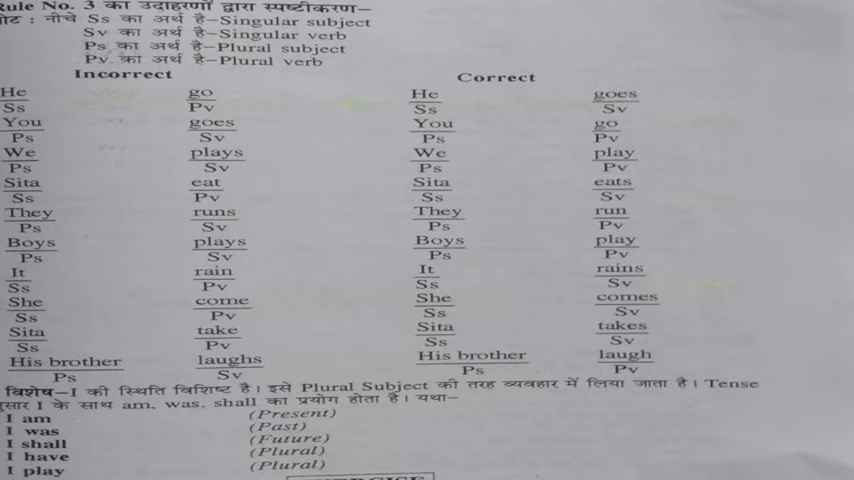 Rule No. 3 का उदाहरणों द्वारा स्पष्टीकरण–
नोट : नीचे Ss का अर्थ है–Singular subject
Sv का अर्थ है–Singular verb
Ps का अर्थ है–Plural subject
Pv का अर्थ है–Plural verb
Incorrect Correct
He go He goes
Ss Pv Ss Sv
You goes You go
Ps Sv Ps Pv
We plays We play
Ps Sv Ps Pv
Sita eat Sita eats
Ss Pv Ss Sv
They runs They run
Ps Sv Ps Pv
Boys plays Boys play
Ps Sv Ps Pv
It rain It rains
Ss Pv Ss Sv
She come She comes
Ss Pv Ss Sv
Sita take Sita takes
Ss Pv Ss Sv
His brother laughs His brother laugh
Ps Sv Ps Pv
विशेष–I की स्थिति विशिष्ट है। इसे Plural Subject की तरह व्यवहार में लिया जाता है। Tense
नुसार I के साथ am, was, shall का प्रयोग होता है। यथा–
I am (Present)
I was (Past)
I shall (Future)
I have (Plural)
I play (Plural)